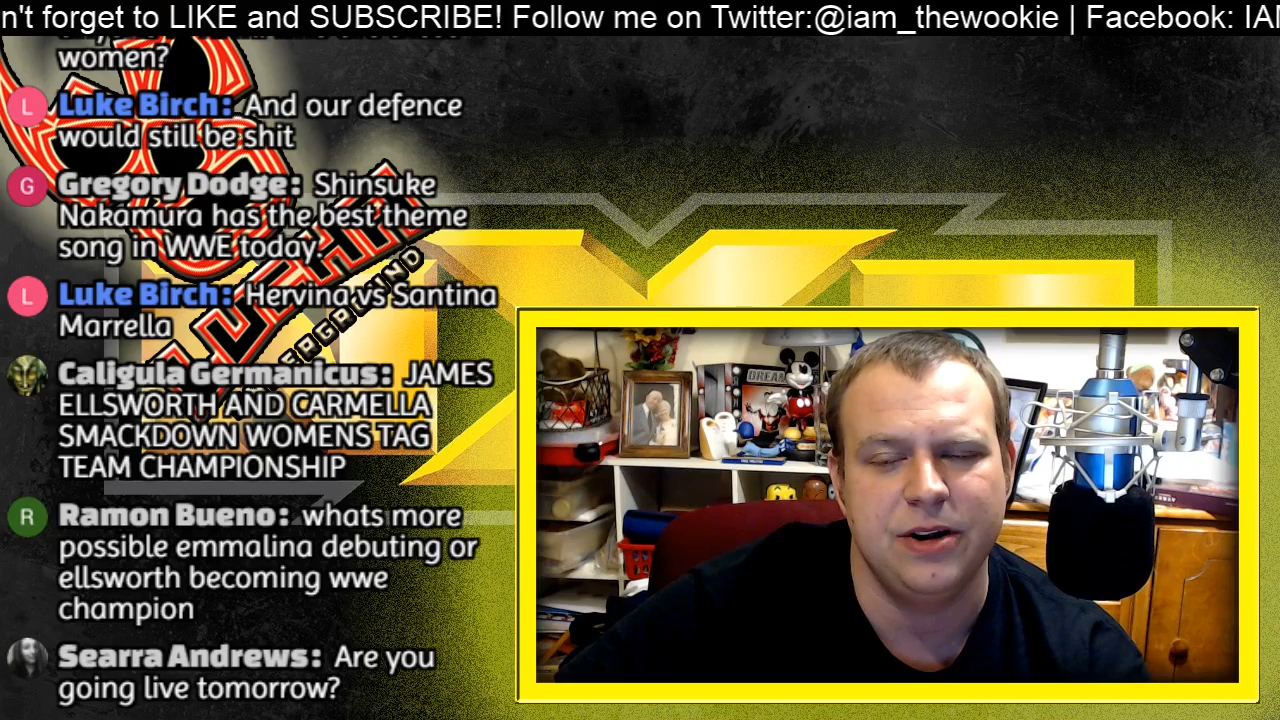 n't forget to LIKE and SUBSCRIBE! Follow me on Twitter:@iam_thewookie | Facebook: IA
women?
L Luke Birch: And our defence
would still be shit
G Gregory Dodge: Shinsuke
Nakamura has the best theme
song in WWE today.
L Luke Birch: Hervina vs Santina
Marrella
Caligula Germanicus: JAMES
ELLSWORTH AND CARMELLA
SMACKDOWN WOMENS TAG
TEAM CHAMPIONSHIP
R Ramon Bueno: whats more
possible emmalina debuting or
ellsworth becoming wwe
champion
Searra Andrews: Are you
going live tomorrow?
DREAM